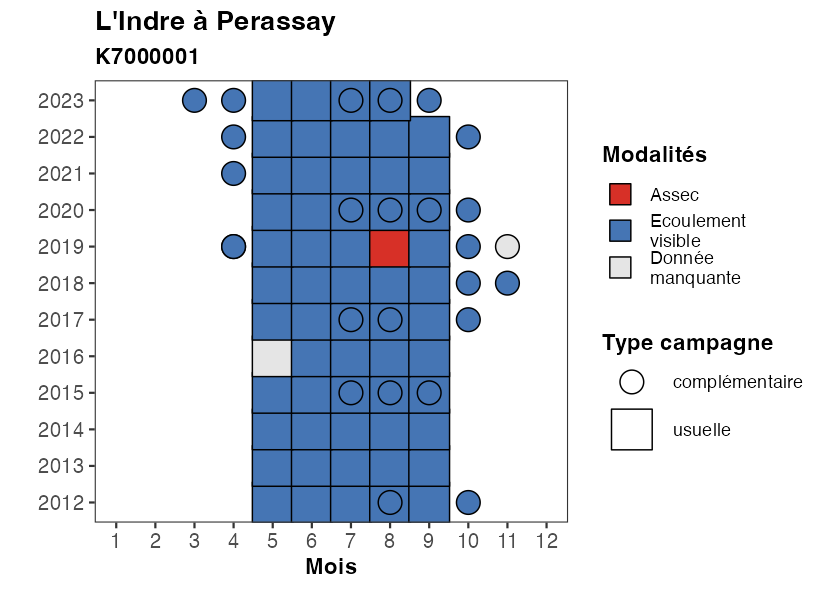 L'Indre à Perassay
K7000001
2023
2022
2021
2020
2019
2018
2017
2016
2015
2014
2013
2012
1 2 3 4 5 6 7 8 9 10 11 12
Mois
Modalités
Assec
Ecoulement
visible
Donnée
manquante
Type campagne
complémentaire
usuelle